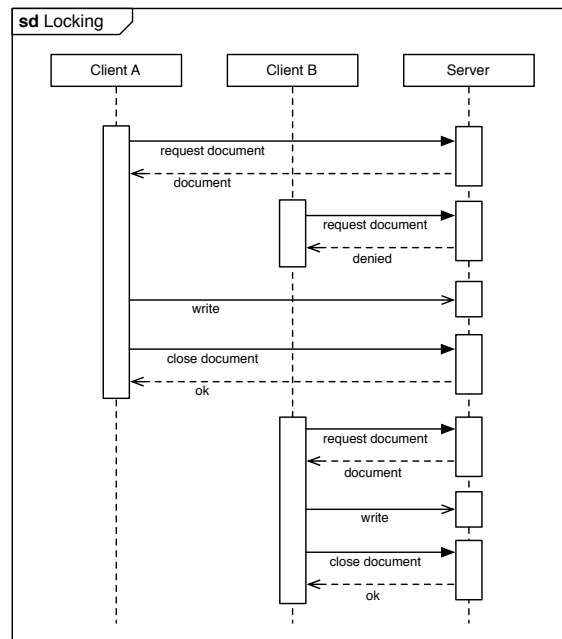 sd Locking
Client A
Client B
Server
request document
document
request document
denied
write
close document
ok
request document
document
write
close document
ok